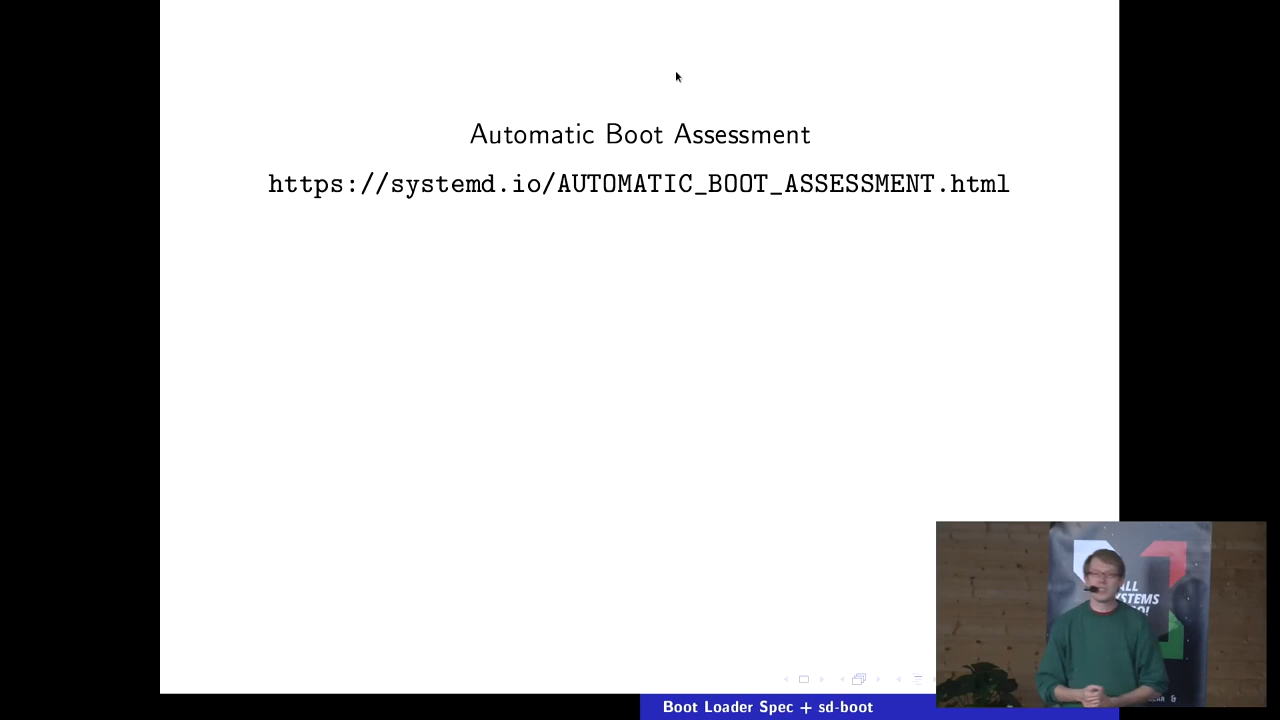 Automatic Boot Assessment
https://systemd.io/AUTOMATIC_BOOT_ASSESSMENT.html
Boot Loader Spec + sd-boot